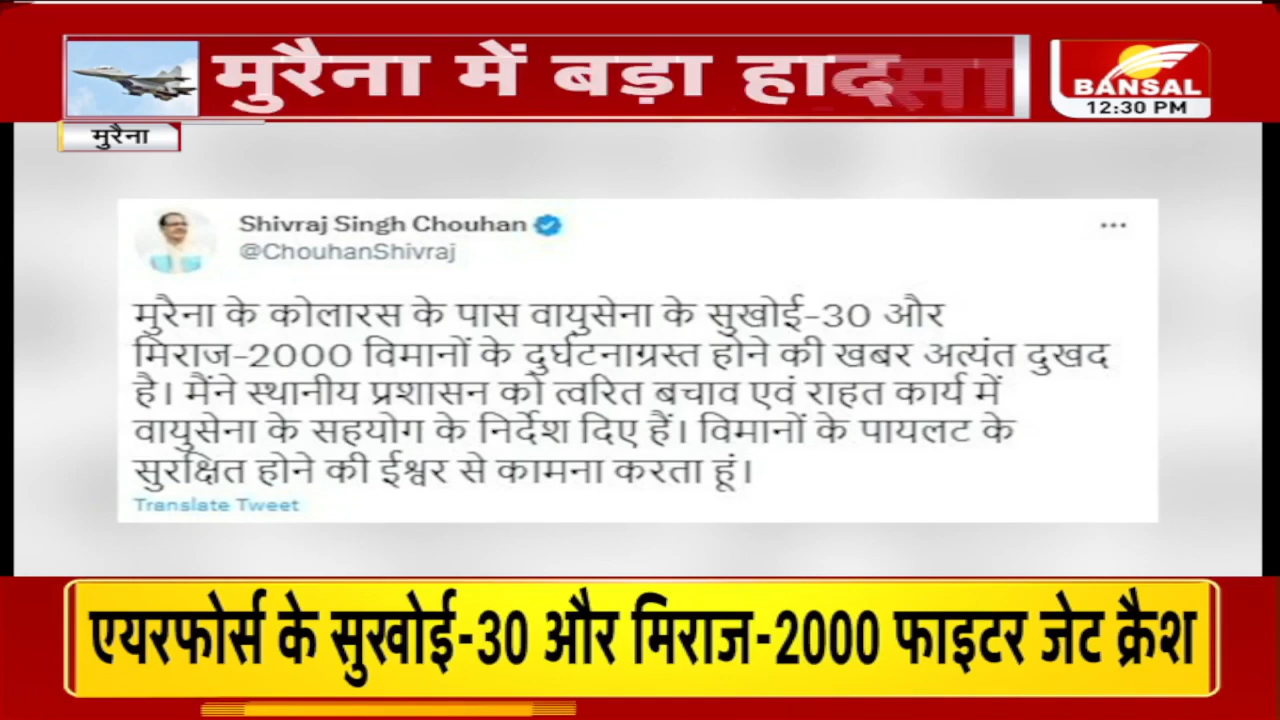 मुरैना में बड़ा हादसा
BANSAL
12:30 PM
मुरैना
Shivraj Singh Chouhan
@ChouhanShivraj
मुरैना के कोलारस के पास वायुसेना के सुखोई-30 और
मिराज-2000 विमानों के दुर्घटनाग्रस्त होने की खबर अत्यंत दुखद
है। मैंने स्थानीय प्रशासन को त्वरित बचाव एवं राहत कार्य में
वायुसेना के सहयोग के निर्देश दिए हैं। विमानों के पायलट के
सुरक्षित होने की ईश्वर से कामना करता हूं।
Translate Tweet
एयरफोर्स के सुखोई-30 और मिराज-2000 फाइटर जेट क्रैश